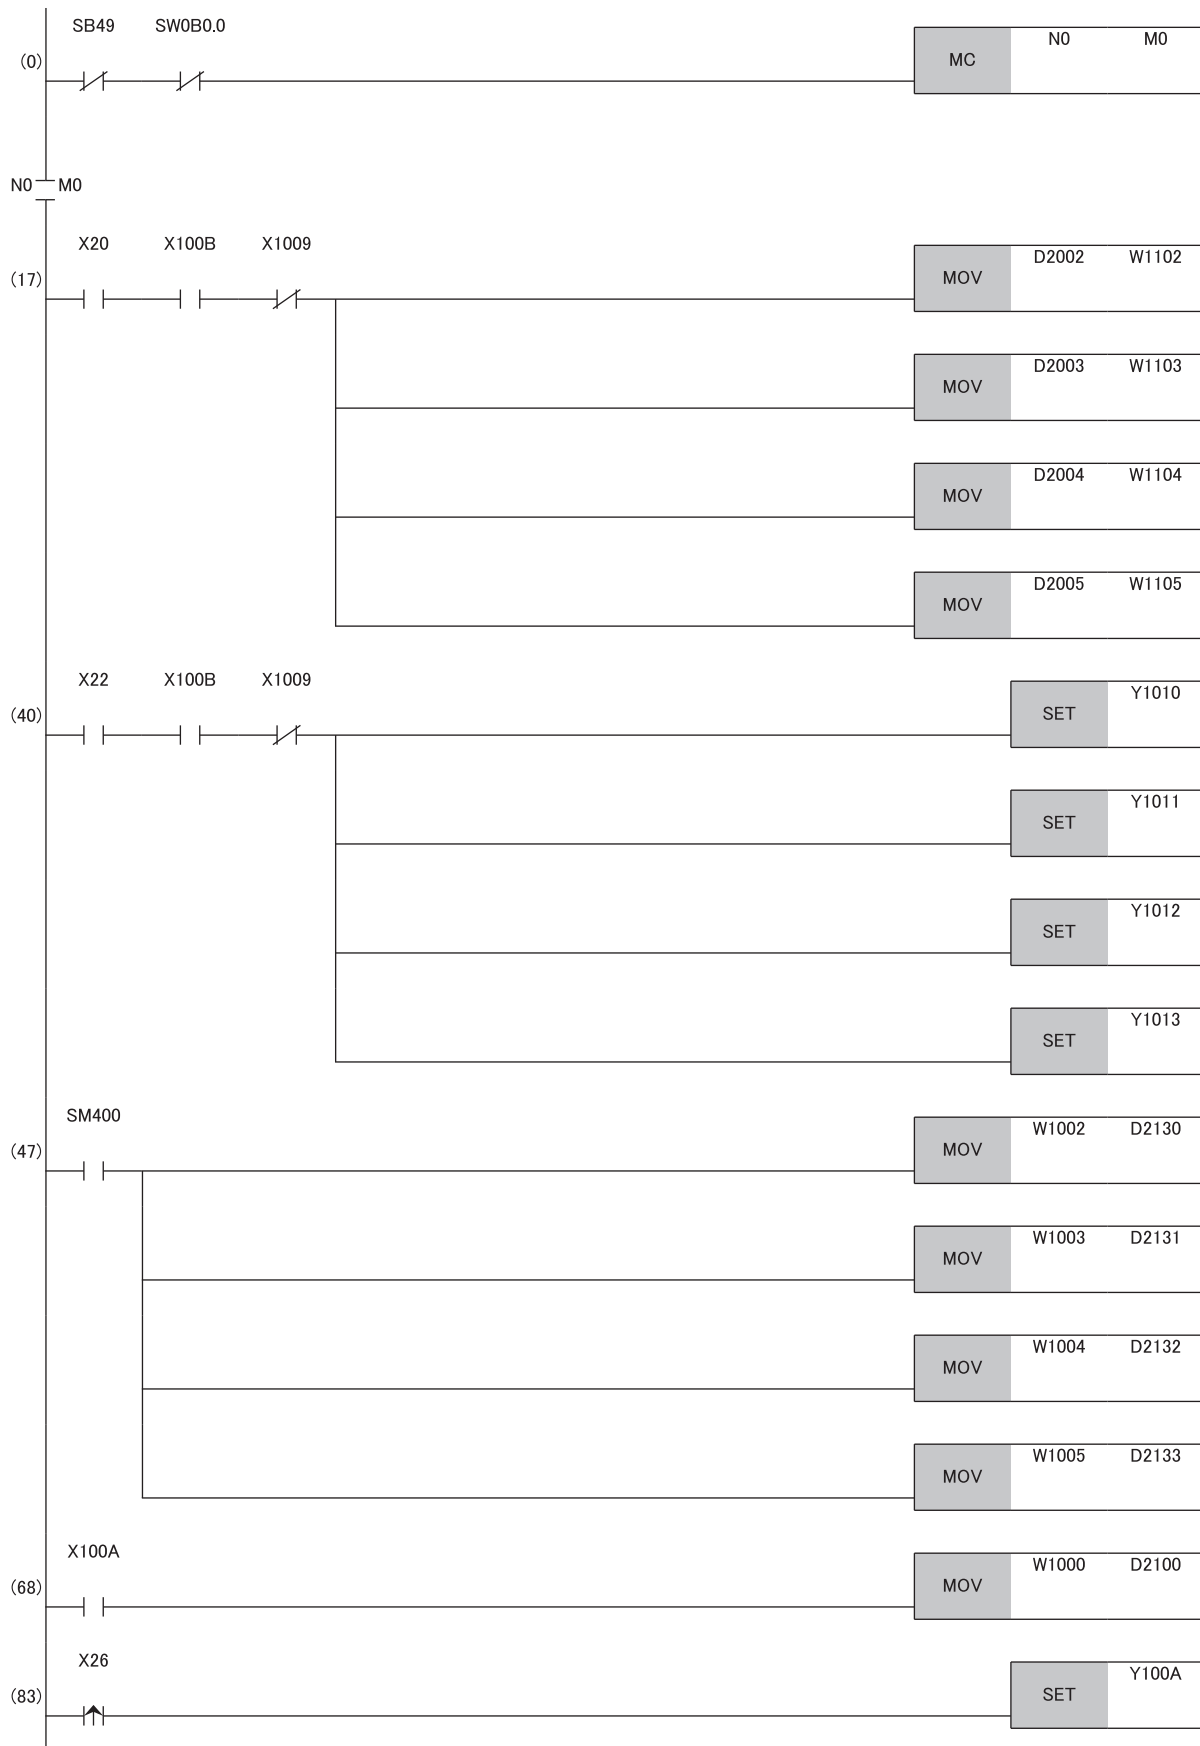 SB49 SW0B0.0
(0) MC N0 M0
N0 M0
X20 X100B X1009
(17) MOV D2002 W1102
MOV D2003 W1103
MOV D2004 W1104
MOV D2005 W1105
X22 X100B X1009
(40) SET Y1010
SET Y1011
SET Y1012
SET Y1013
SM400
(47) MOV W1002 D2130
MOV W1003 D2131
MOV W1004 D2132
MOV W1005 D2133
X100A
(68) MOV W1000 D2100
X26
(83) SET Y100A